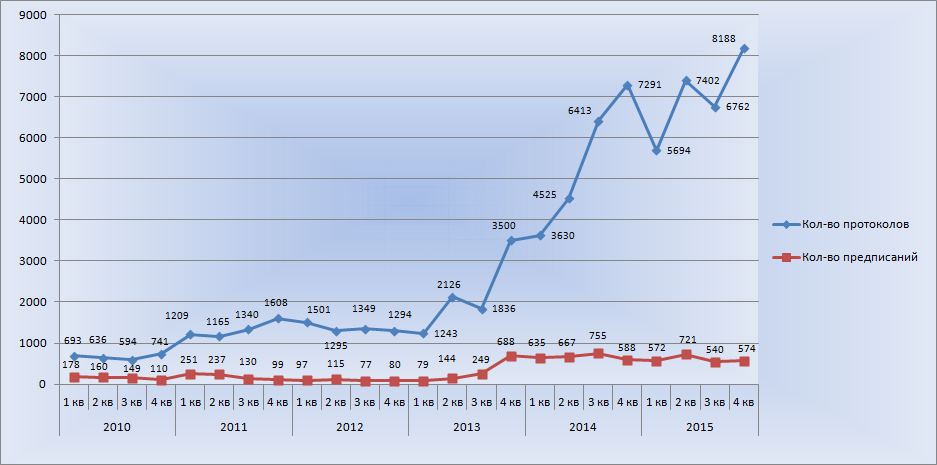 9000
8000
7000
6000
5000
4000
3000
2000
1000
0
693 636 594 741 1209 1165 1340 1608 1501 1295 1349 1294 1243 2126 1836 3500 3630 4525 6413 7291 5694 7402 6762 8188
178 160 149 110 251 237 130 99 97 115 77 80 79 144 249 688 635 667 755 588 572 721 540 574
1 кв 2 кв 3 кв 4 кв 1 кв 2 кв 3 кв 4 кв 1 кв 2 кв 3 кв 4 кв 1 кв 2 кв 3 кв 4 кв 1 кв 2 кв 3 кв 4 кв 1 кв 2 кв 3 кв 4 кв
2010 2011 2012 2013 2014 2015
Кол-во протоколов
Кол-во предписаний